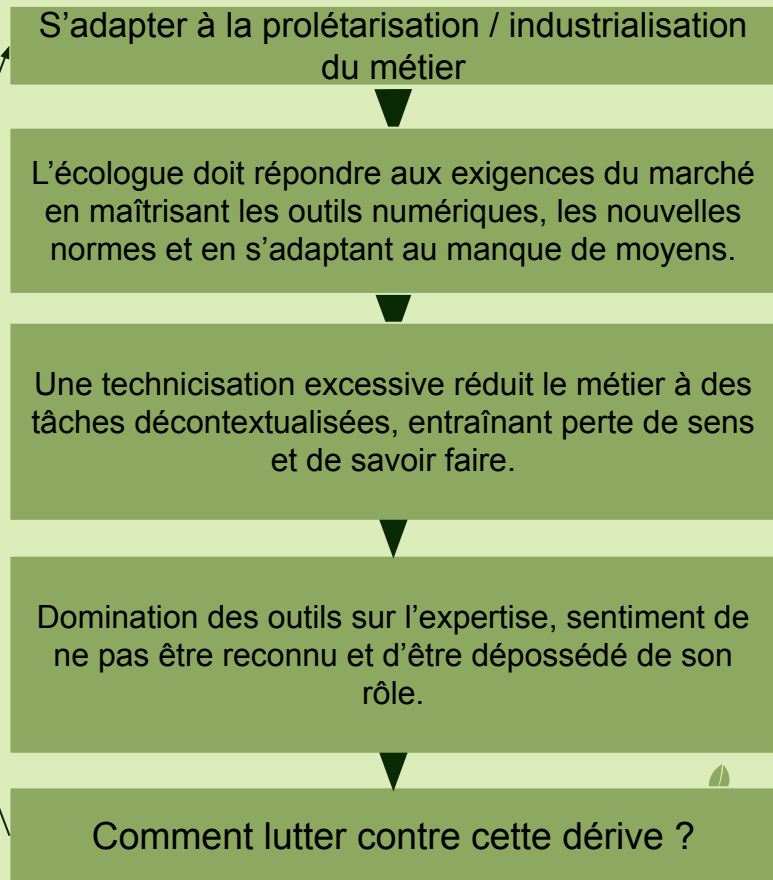 S’adapter à la prolétarisation / industrialisation
du métier
L’écologue doit répondre aux exigences du marché
en maîtrisant les outils numériques, les nouvelles
normes et en s’adaptant au manque de moyens.
Une technicisation excessive réduit le métier à des
tâches décontextualisées, entraînant perte de sens
et de savoir faire.
Domination des outils sur l’expertise, sentiment de
ne pas être reconnu et d’être dépossédé de son
rôle.
Comment lutter contre cette dérive ?